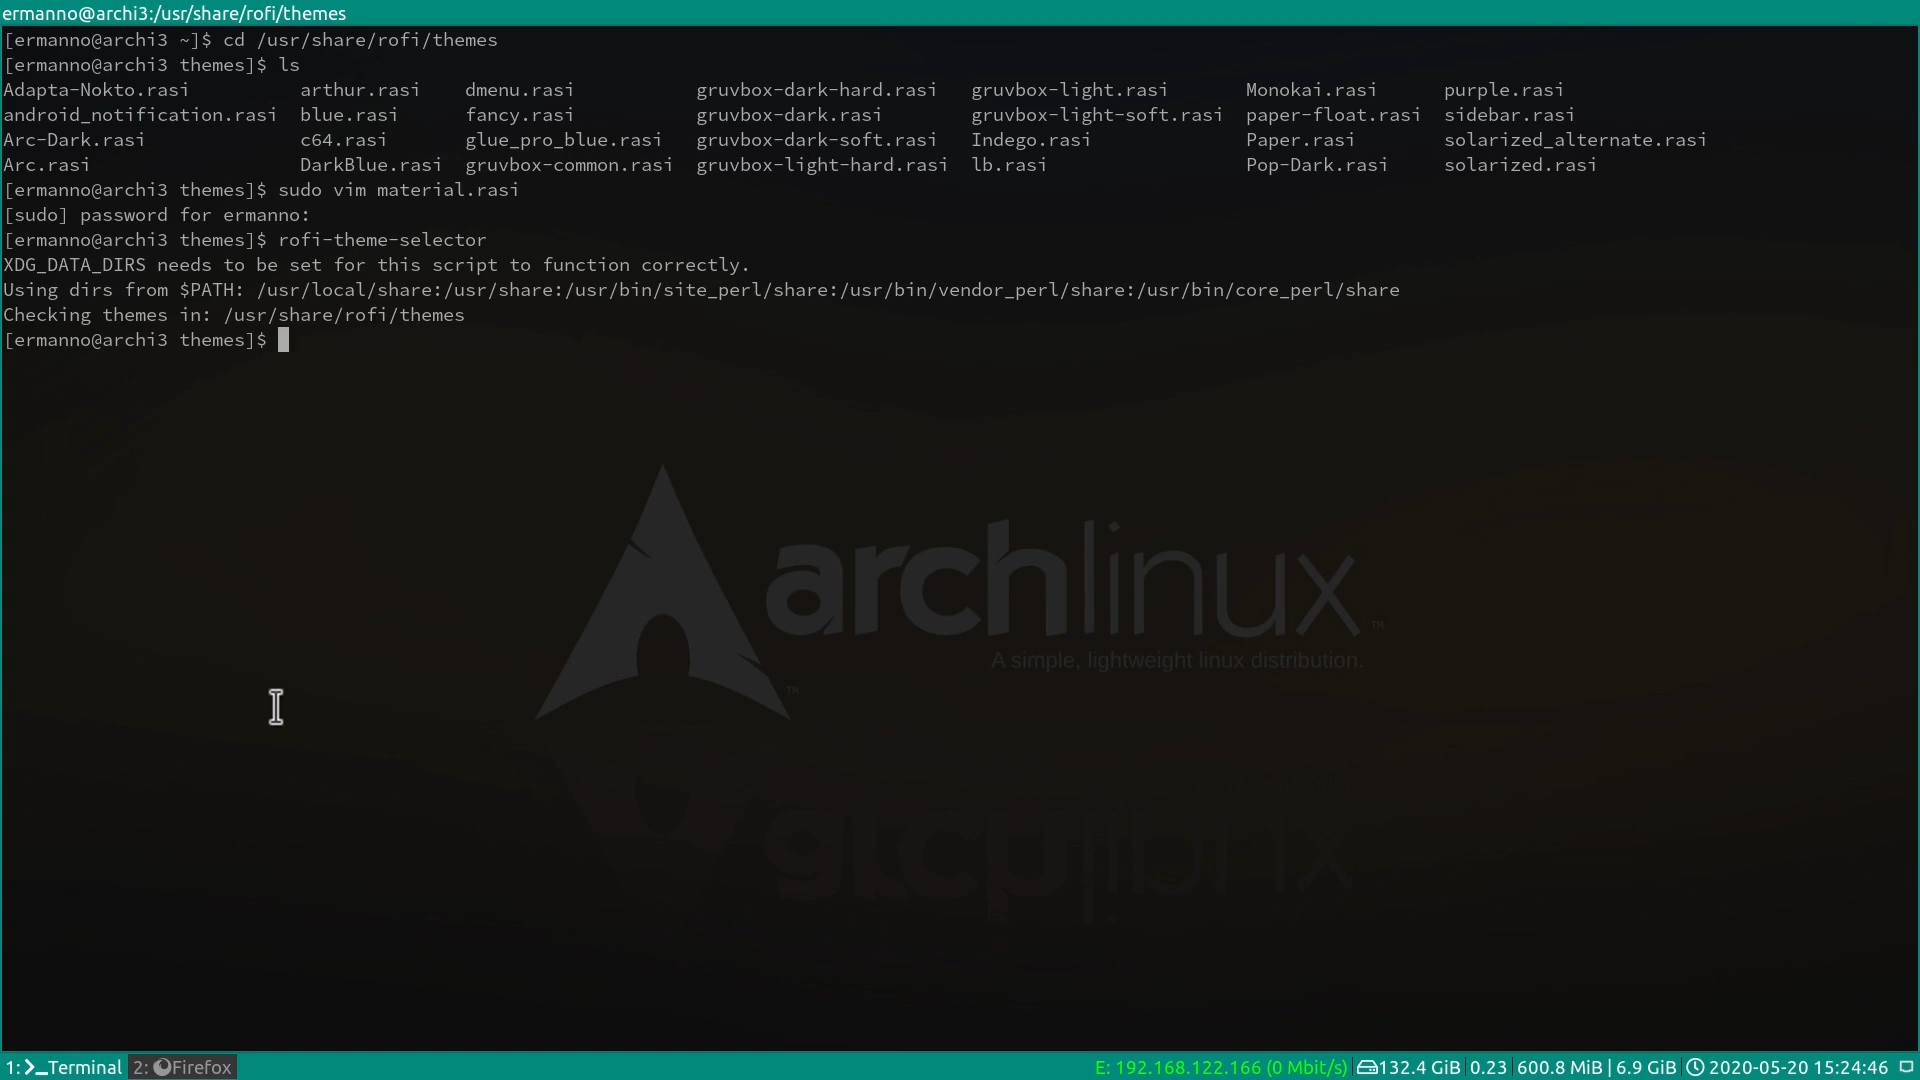 ermanno@archi3:/usr/share/rofi/themes
[ermanno@archi3 ~]$ cd /usr/share/rofi/themes
[ermanno@archi3 themes]$ ls
Adapta-Nokto.rasi arthur.rasi dmenu.rasi gruvbox-dark-hard.rasi gruvbox-light.rasi Monokai.rasi purple.rasi
android_notification.rasi blue.rasi fancy.rasi gruvbox-dark.rasi gruvbox-light-soft.rasi paper-float.rasi sidebar.rasi
Arc-Dark.rasi c64.rasi glue_pro_blue.rasi gruvbox-dark-soft.rasi Indego.rasi Paper.rasi solarized_alternate.rasi
Arc.rasi DarkBlue.rasi gruvbox-common.rasi gruvbox-light-hard.rasi lb.rasi Pop-Dark.rasi solarized.rasi
[ermanno@archi3 themes]$ sudo vim material.rasi
[sudo] password for ermanno:
[ermanno@archi3 themes]$ rofi-theme-selector
XDG_DATA_DIRS needs to be set for this script to function correctly.
Using dirs from $PATH: /usr/local/share:/usr/share:/usr/bin/site_perl/share:/usr/bin/vendor_perl/share:/usr/bin/core_perl/share
Checking themes in: /usr/share/rofi/themes
[ermanno@archi3 themes]$
archlinux™
A simple, lightweight linux distribution.
™
1: Terminal 2: Firefox E: 192.168.122.166 (0 Mbit/s) | 132.4 GiB | 0.23 | 600.8 MiB | 6.9 GiB | 2020-05-20 15:24:46